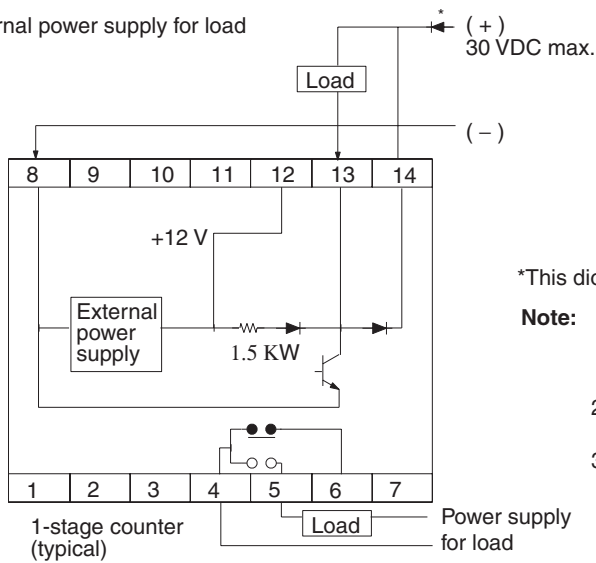 rnal power supply for load
*
( + )
30 VDC max.
Load
( – )
8 9 10 11 12 13 14
+12 V
External
power
supply
1.5 KW
*This dio
Note:
2
3
1 2 3 4 5 6 7
1-stage counter
(typical)
Load
Power supply
for load